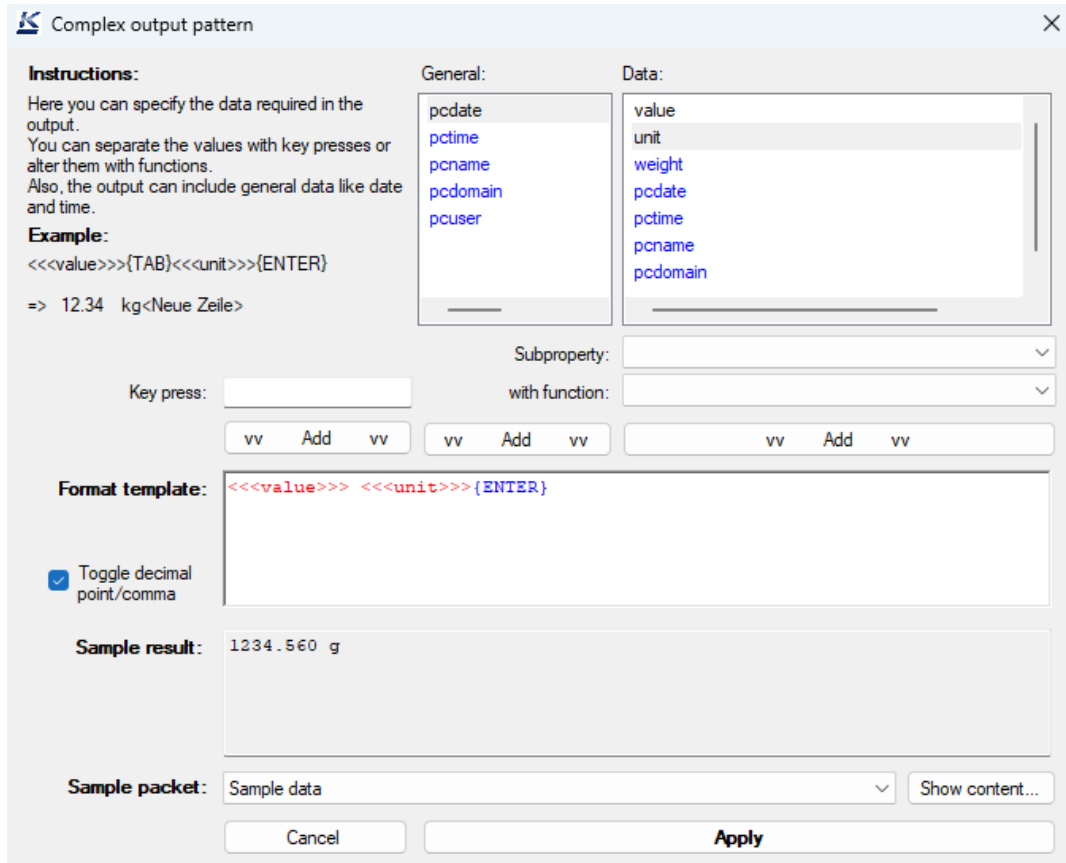 Complex output pattern
Instructions:
Here you can specify the data required in the
output.
You can separate the values with key presses or
alter them with functions.
Also, the output can include general data like date
and time.
Example:
<<<value>>>{TAB}<<<unit>>>{ENTER}
=> 12.34 kg<Neue Zeile>
General:
pcdate
pctime
pcname
pcdomain
pcuser
Data:
value
unit
weight
pcdate
pctime
pcname
pcdomain
Subproperty:
Key press:
with function:
vv Add vv
vv Add vv
vv Add vv
Format template:
<<<value>>> <<<unit>>>{ENTER}
Toggle decimal
point/comma
Sample result:
1234.560 g
Sample packet:
Sample data
Show content...
Cancel
Apply